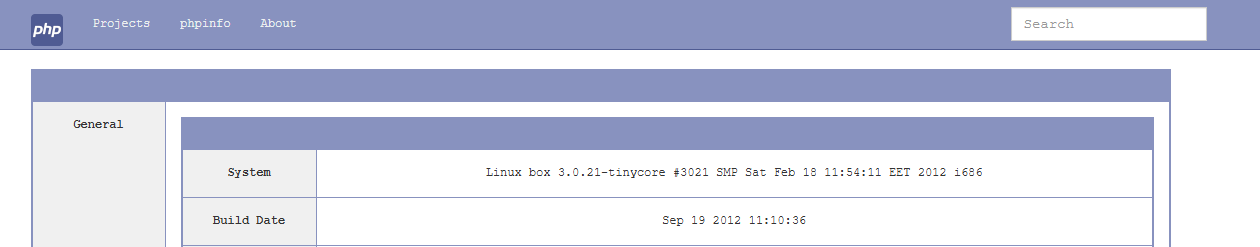 php Projects phpinfo About Search
General
System Linux box 3.0.21-tinycore #3021 SMP Sat Feb 18 11:54:11 EET 2012 i686
Build Date Sep 19 2012 11:10:36